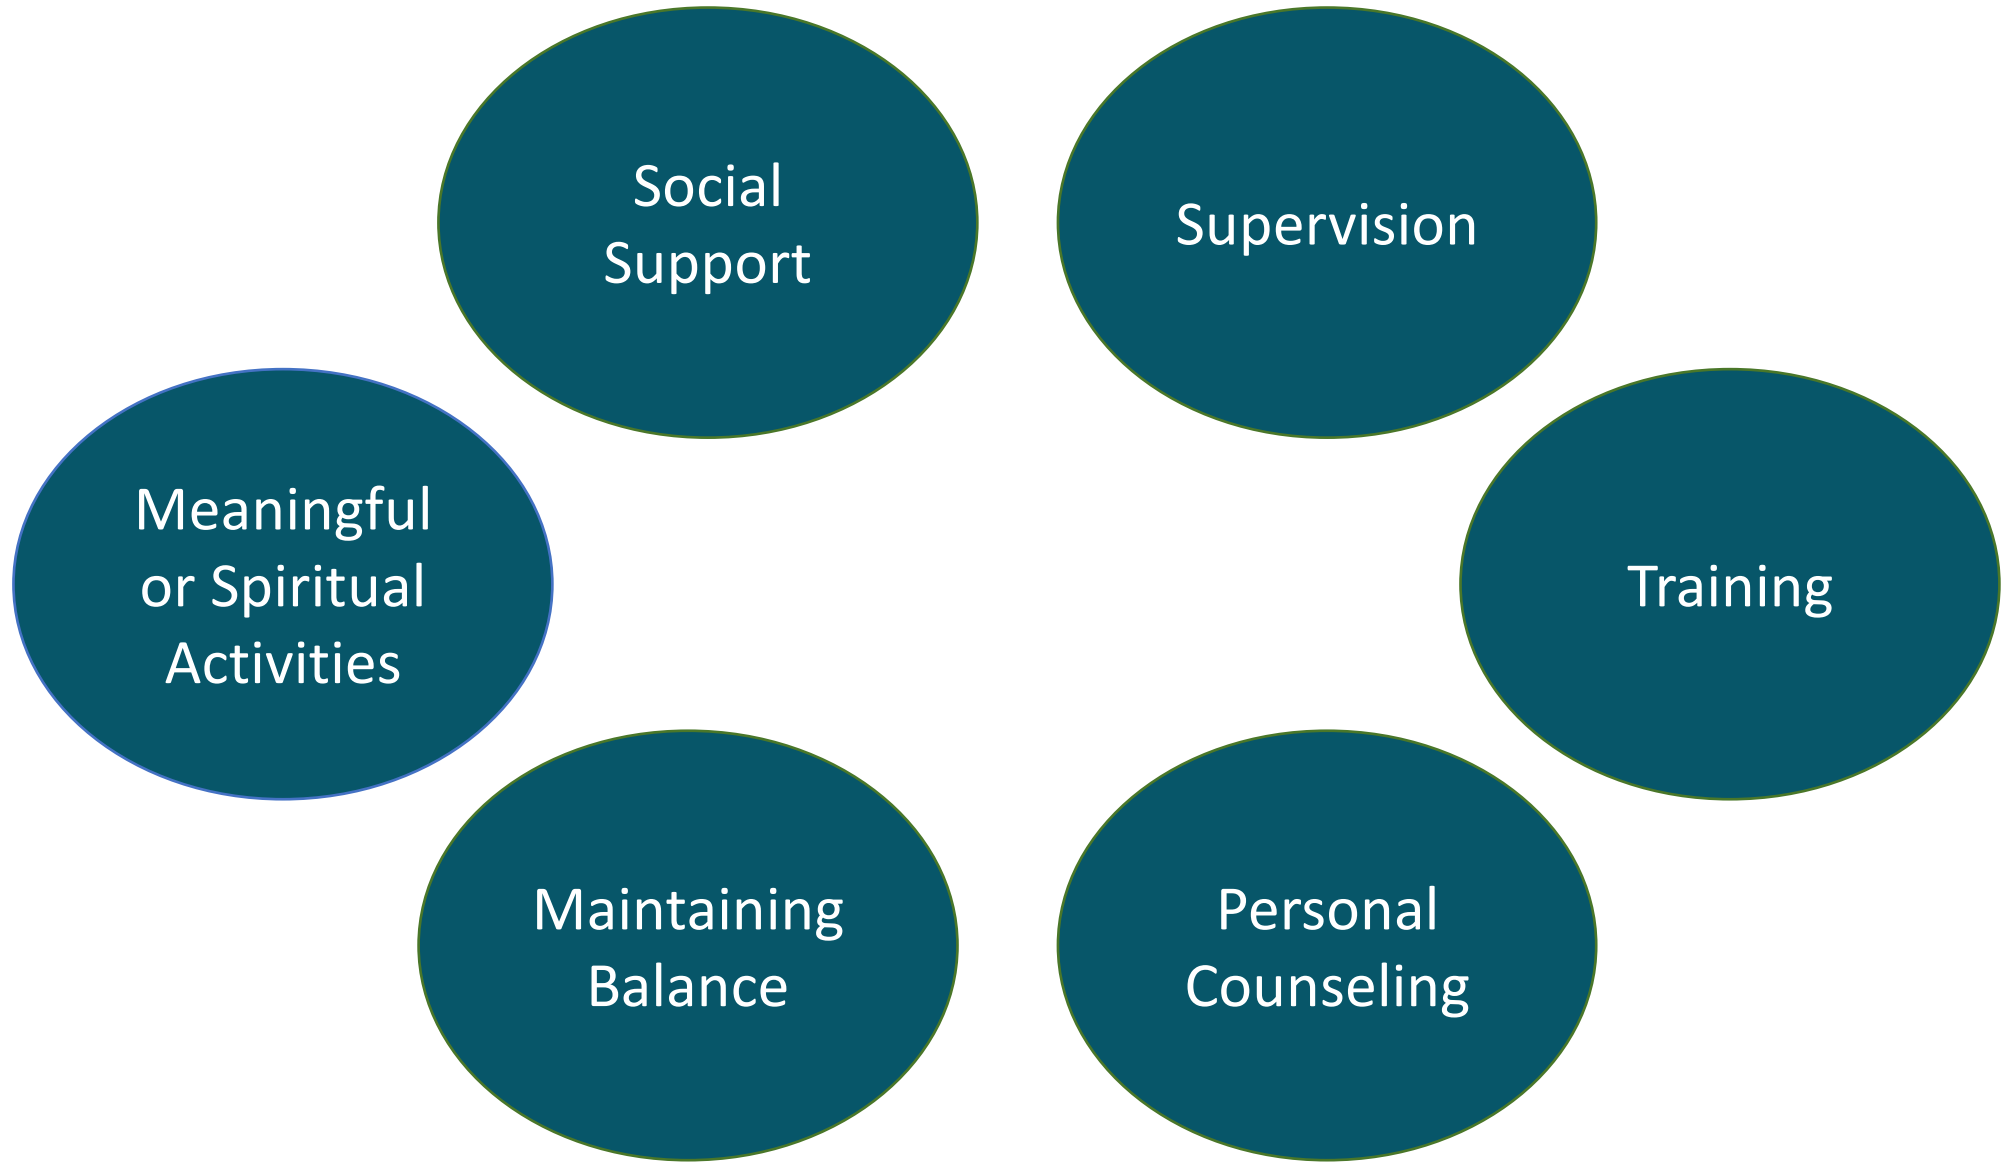 Social
Support
Supervision
Meaningful
or Spiritual
Activities
Training
Maintaining
Balance
Personal
Counseling